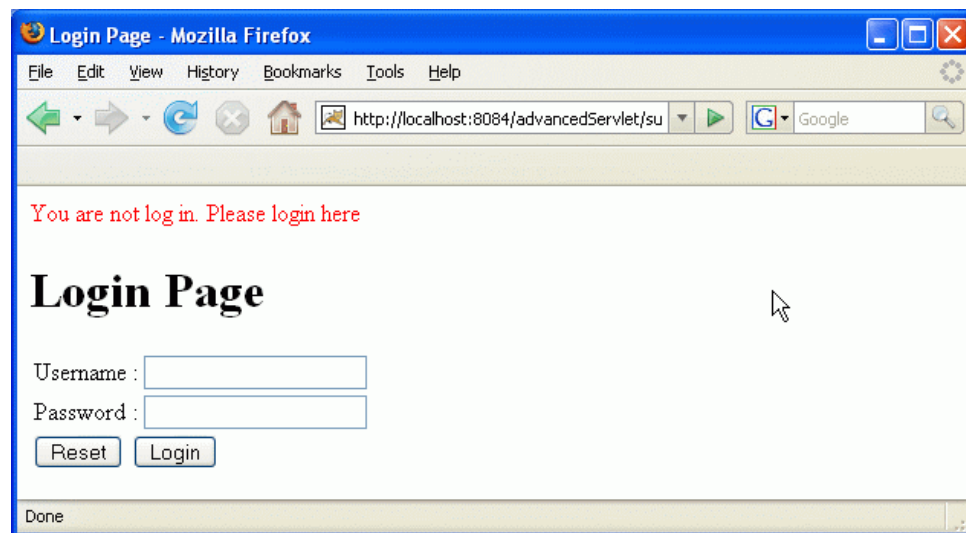 Login Page - Mozilla Firefox
File Edit View History Bookmarks Tools Help
http://localhost:8084/advancedServlet/su G Google
You are not log in. Please login here
Login Page
Username :
Password :
Reset Login
Done